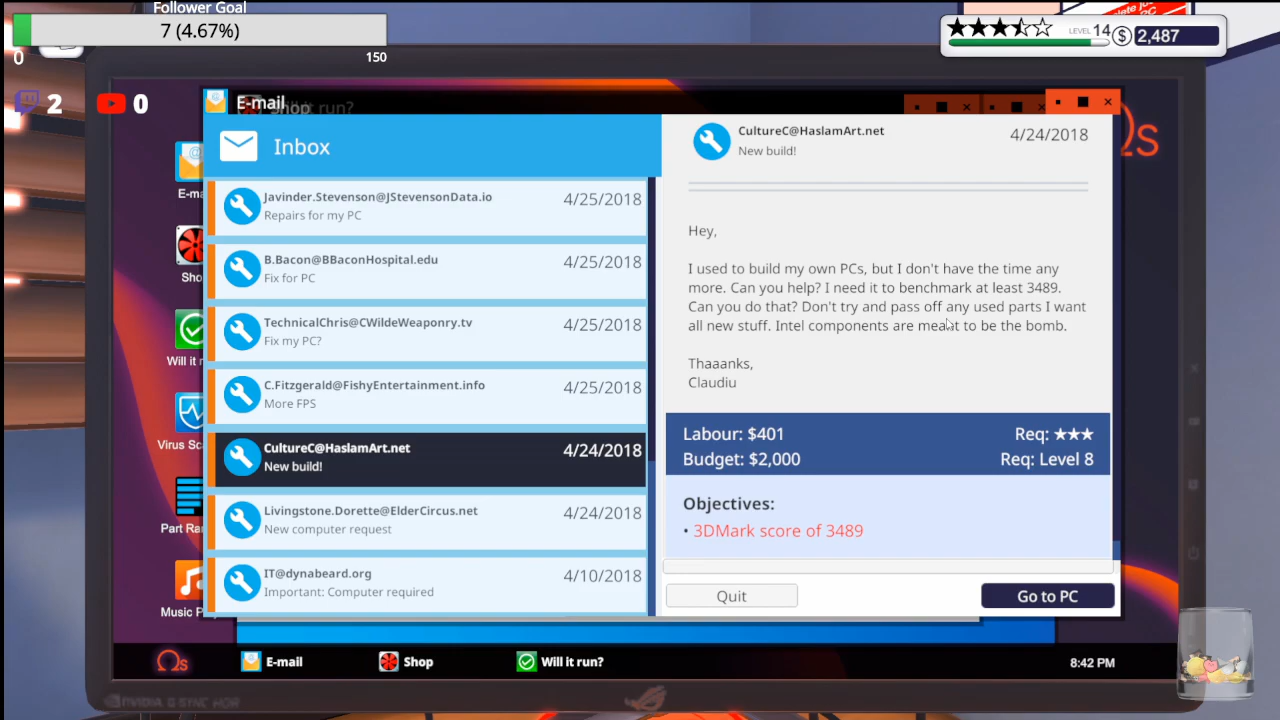 Follower Goal
7 (4.67%)
0
150
LEVEL 14
$ 2,487
2
0
E-mail
Shop
Will it run?
Inbox
Javinder.Stevenson@JStevensonData.io
4/25/2018
Repairs for my PC
B.Bacon@BBaconHospital.edu
4/25/2018
Fix for PC
TechnicalChris@CWildeWeaponry.tv
4/25/2018
Fix my PC?
C.Fitzgerald@FishyEntertainment.info
4/25/2018
More FPS
CultureC@HaslamArt.net
4/24/2018
New build!
Livingstone.Dorette@ElderCircus.net
4/24/2018
New computer request
IT@dynabeard.org
4/10/2018
Important: Computer required
CultureC@HaslamArt.net
4/24/2018
New build!
Hey,
I used to build my own PCs, but I don't have the time any
more. Can you help? I need it to benchmark at least 3489.
Can you do that? Don't try and pass off any used parts I want
all new stuff. Intel components are meant to be the bomb.
Thaaanks,
Claudiu
Labour: $401
Req: ★★★
Budget: $2,000
Req: Level 8
Objectives:
• 3DMark score of 3489
Quit
Go to PC
E-ma
Sho
Will it r
Virus Sc
Part Ra
Music P
Ωs
E-mail
Shop
Will it run?
8:42 PM